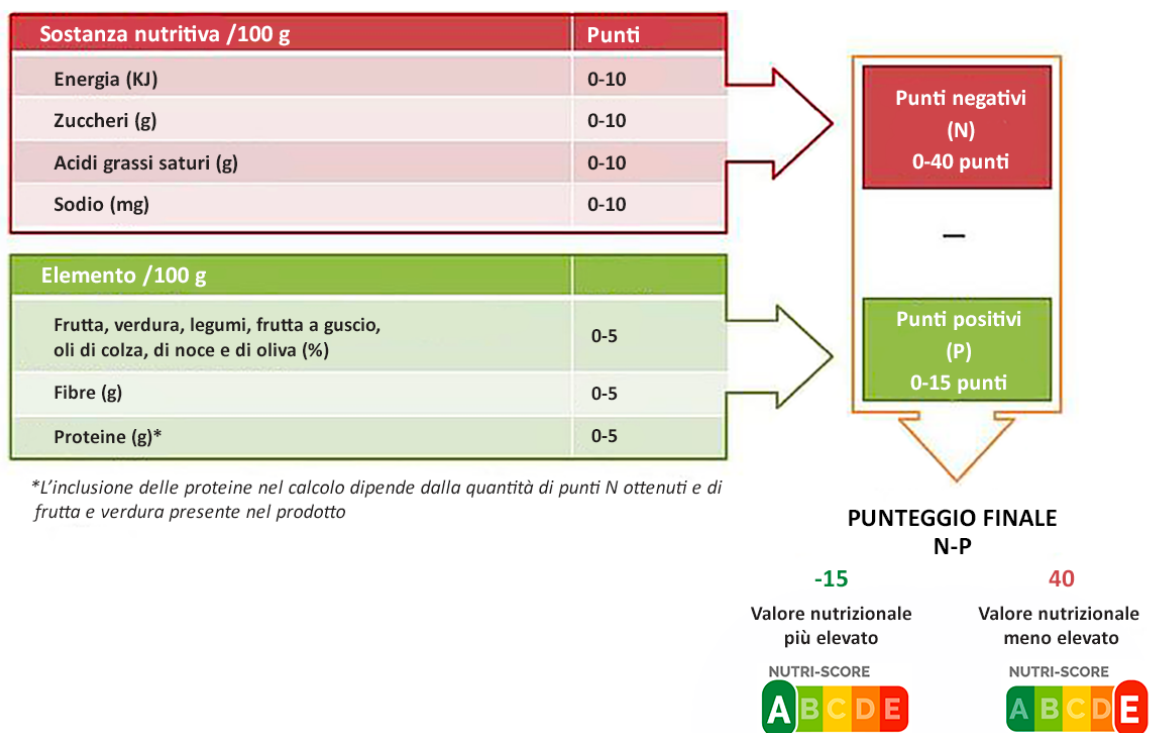 Sostanza nutritiva /100 g Punti
Energia (KJ) 0-10
Zuccheri (g) 0-10
Acidi grassi saturi (g) 0-10
Sodio (mg) 0-10
Elemento /100 g
Frutta, verdura, legumi, frutta a guscio,
oli di colza, di noce e di oliva (%) 0-5
Fibre (g) 0-5
Proteine (g)* 0-5
*L’inclusione delle proteine nel calcolo dipende dalla quantità di punti N ottenuti e di
frutta e verdura presente nel prodotto
Punti negativi
(N)
0-40 punti
—
Punti positivi
(P)
0-15 punti
PUNTEGGIO FINALE
N-P
-15
Valore nutrizionale
più elevato
NUTRI-SCORE
A B C D E
40
Valore nutrizionale
meno elevato
NUTRI-SCORE
A B C D E